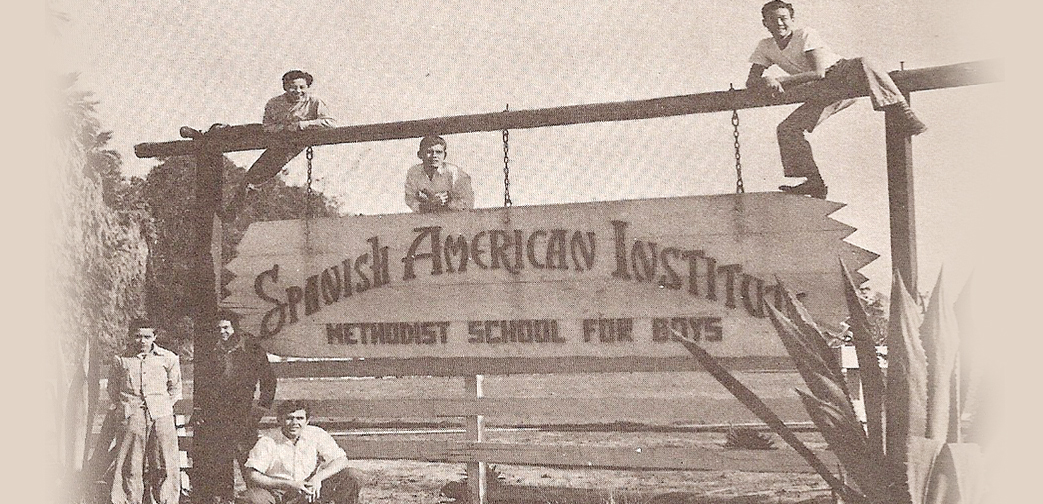 SPANISH AMERICAN INSTITUTE
METHODIST SCHOOL FOR BOYS